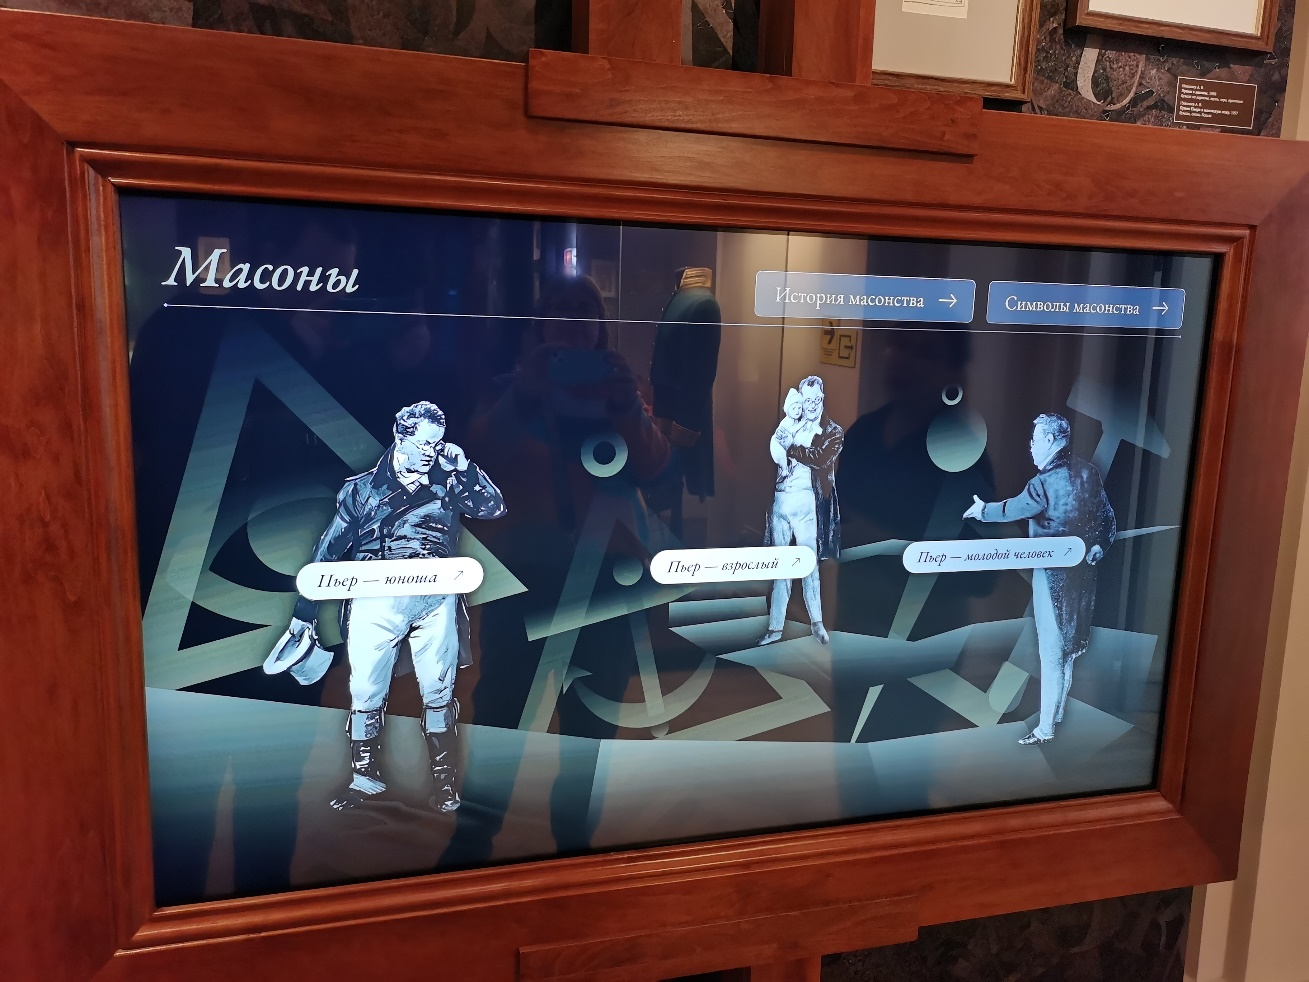 Масоны
История масонства →
Символы масонства →
Пьер — юноша ↗
Пьер — взрослый ↗
Пьер — молодой человек ↗